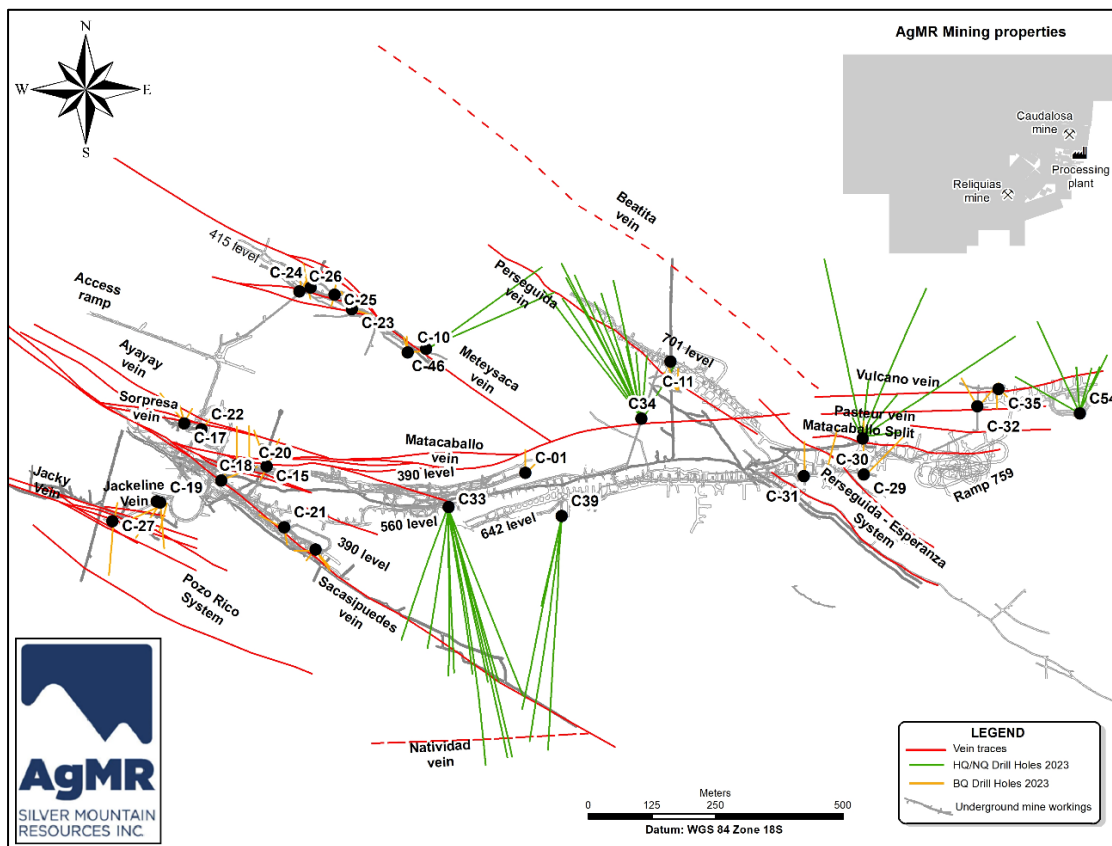 N
W
E
S
AgMR Mining properties
Caudalosa
mine
Processing
plant
Reliquias
Mine
Beatita
vein
415 level
Access
ramp
C-24
C-26
C-25
C-23
C-10
C-46
Meteysaca
vein
Perseguida
vein
701 level
C-11
C34
Ayayay
vein
Sorpresa
vein
C-22
C-17
C-20
C-18
C-15
Matacaballo
vein
390 level
C-01
Vulcano vein
Pasteur vein
Matacaballo Split
C-35
C-32
C54
C-30
C-29
C-31
Ramp 759
Perseguida - Esperanza
System
Jacky
vein
Jackeline
Vein
C-19
C-27
C-21
390 level
560 level
C33
642 level
C39
Pozo Rico
System
Sacasipuedes
vein
Natividad
vein
AgMR
SILVER MOUNTAIN
RESOURCES INC.
Meters
0 125 250 500
Datum: WGS 84 Zone 18S
LEGEND
Vein traces
HQ/NQ Drill Holes 2023
BQ Drill Holes 2023
Underground mine workings